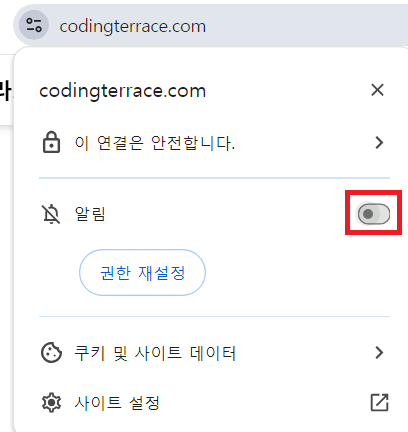 codingterrace.com
라
codingterrace.com
이 연결은 안전합니다.
알림
권한 재설정
쿠키 및 사이트 데이터
사이트 설정